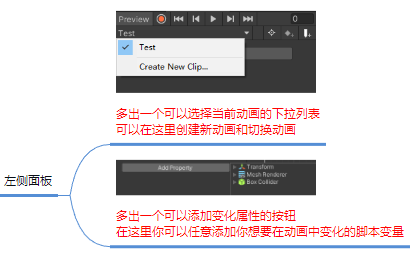 Preview
0
Test
Test
Create New Clip...
多出一个可以选择当前动画的下拉列表
可以在这里创建新动画和切换动画
左侧面板
Add Property
Transform
Mesh Renderer
Box Collider
多出一个可以添加变化属性的按钮
在这里你可以任意添加你想要在动画中变化的脚本变量